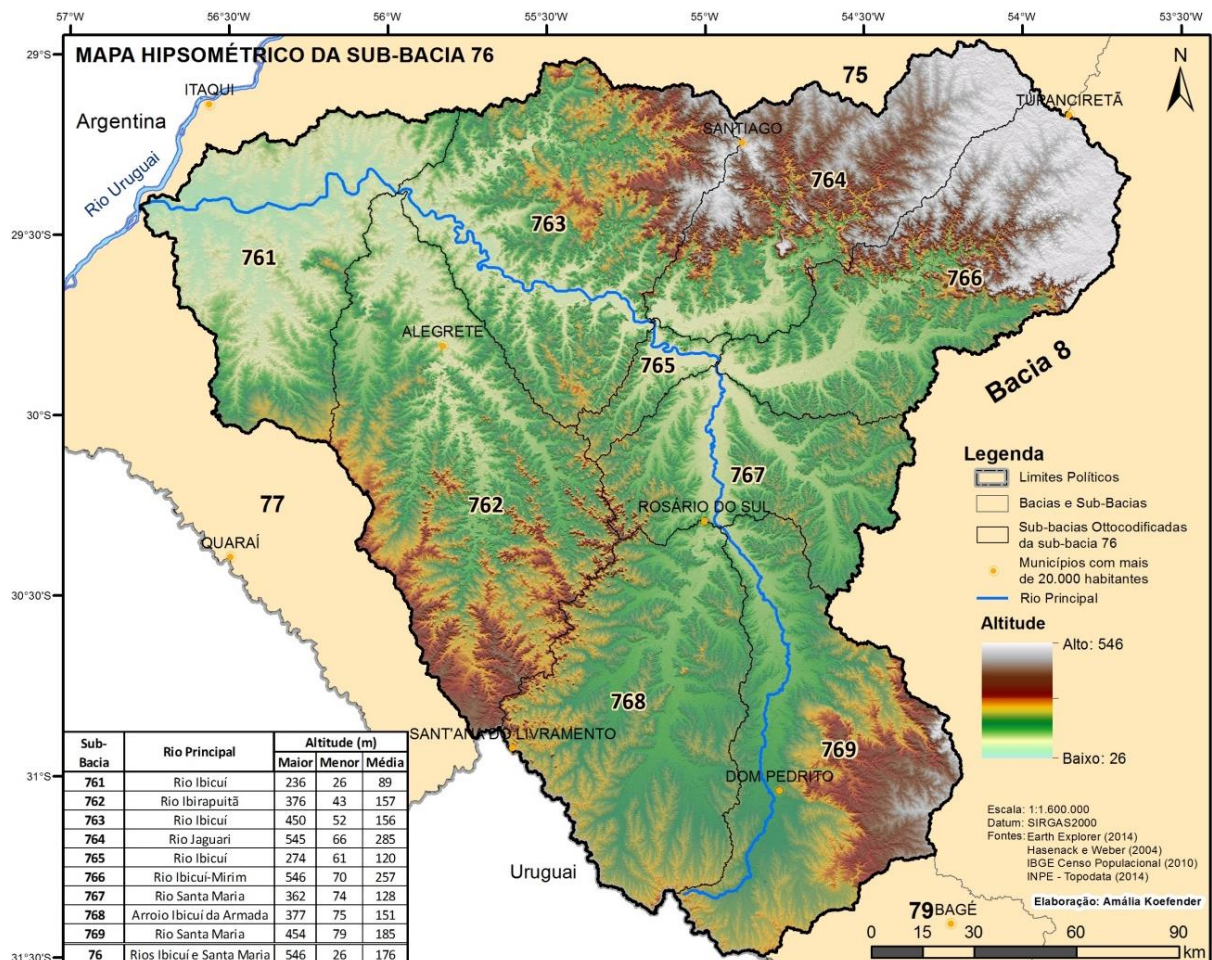 57°W 56°30'W 56°W 55°30'W 55°W 54°30'W 54°W 53°30'W
29°S
29°30'S
30°S
30°30'S
31°S
31°30'S
MAPA HIPSOMÉTRICO DA SUB-BACIA 76
N
75
ITAQUI
TUPANCIRETÃ
Argentina
SANTIAGO
Rio Uruguai
764
763
761
766
ALEGRETE
765
Bacia 8
767
762
77
ROSÁRIO DO SUL
QUARAÍ
768
SANT'ANA DO LIVRAMENTO
769
DOM PEDRITO
Uruguai
79
BAGÉ
Legenda
Limites Políticos
Bacias e Sub-Bacias
Sub-bacias Ottocodificadas
da sub-bacia 76
Municípios com mais
de 20.000 habitantes
Rio Principal
Altitude
Alto: 546
Baixo: 26
Escala: 1:1.600.000
Datum: SIRGAS2000
Fontes: Earth Explorer (2014)
Hasenack e Weber (2004)
IBGE Censo Populacional (2010)
INPE - Topodata (2014)
Elaboração: Amália Koefender
0 15 30 60 90
km
Sub-Bacia Rio Principal Altitude (m)
Maior Menor Média
761 Rio Ibicuí 236 26 89
762 Rio Ibirapuitã 376 43 157
763 Rio Ibicuí 450 52 156
764 Rio Jaguari 545 66 285
765 Rio Ibicuí 274 61 120
766 Rio Ibicuí-Mirim 546 70 257
767 Rio Santa Maria 362 74 128
768 Arroio Ibicuí da Armada 377 75 151
769 Rio Santa Maria 454 79 185
76 Rios Ibicuí e Santa Maria 546 26 176